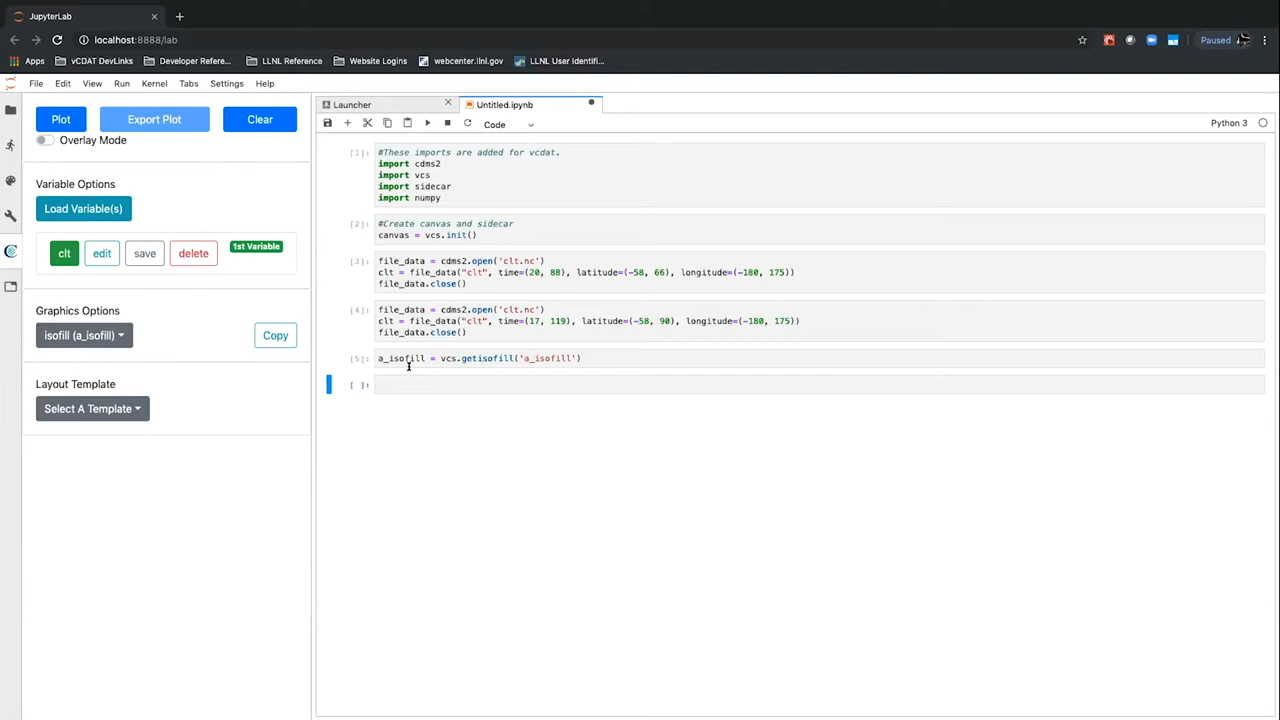 JupyterLab
localhost:8888/lab
Paused
Apps
vCDAT DevLinks
Developer Refere...
LLNL Reference
Website Logins
webcenter.llnl.gov
LLNL User Identifi...
File Edit View Run Kernel Tabs Settings Help
Plot
Export Plot
Clear
Overlay Mode
Variable Options
Load Variable(s)
clt
edit
save
delete
1st Variable
Graphics Options
isofill (a_isofill)
Copy
Layout Template
Select A Template
Launcher
Untitled.ipynb
Code
Python 3
[1]:
#These imports are added for vcdat.
import cdms2
import vcs
import sidecar
import numpy
[2]:
#Create canvas and sidecar
canvas = vcs.init()
[3]:
file_data = cdms2.open('clt.nc')
clt = file_data("clt", time=(20, 88), latitude=(-58, 66), longitude=(-180, 175))
file_data.close()
[4]:
file_data = cdms2.open('clt.nc')
clt = file_data("clt", time=(17, 119), latitude=(-58, 90), longitude=(-180, 175))
file_data.close()
[5]:
a_isofill = vcs.getisofill('a_isofill')
[ ]: